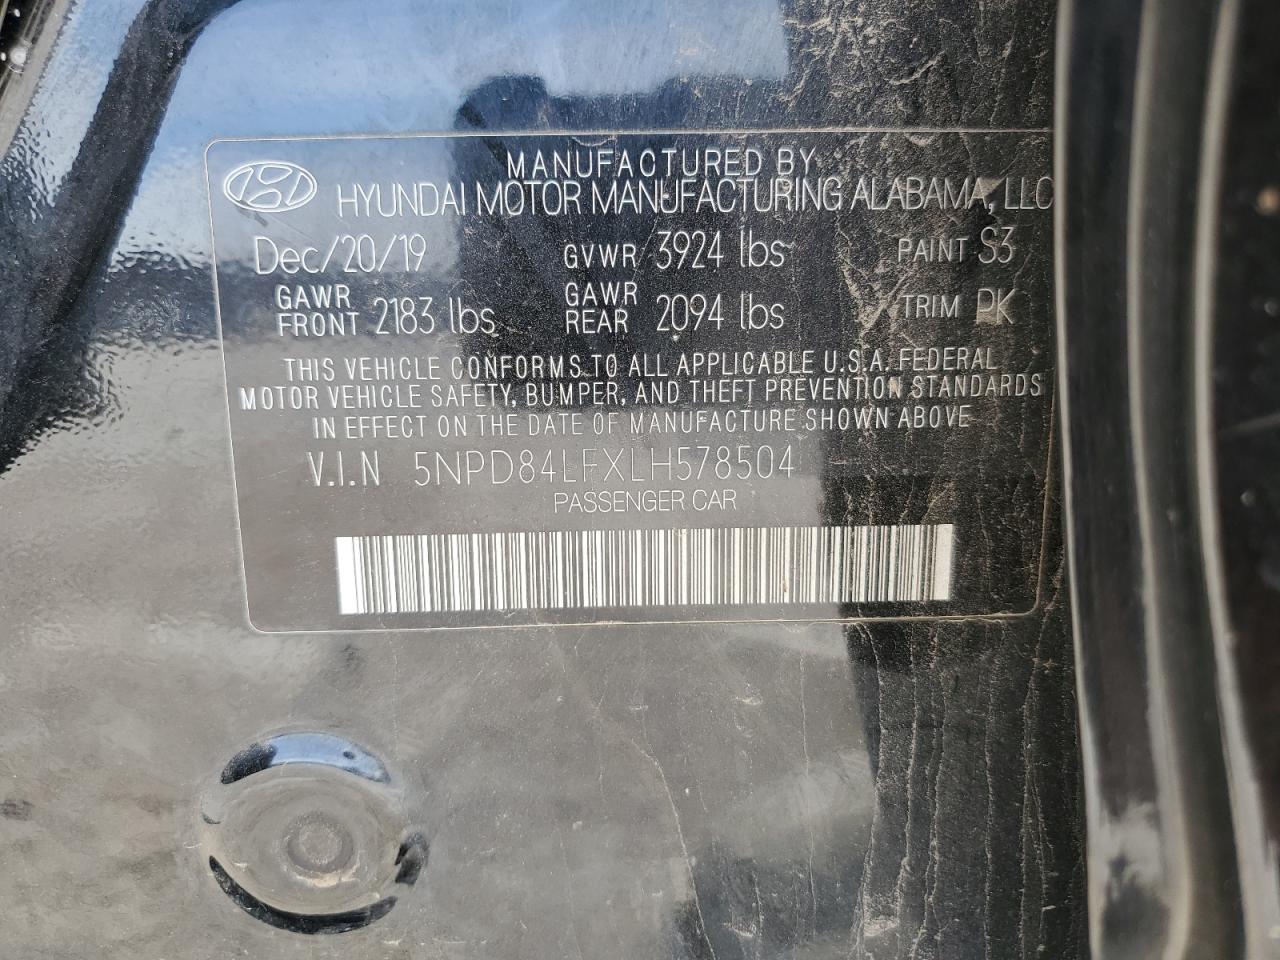 MANUFACTURED BY
HYUNDAI MOTOR MANUFACTURING ALABAMA, LLC
Dec/20/19 GVWR 3924 lbs PAINT S3
GAWR FRONT 2183 lbs GAWR REAR 2094 lbs TRIM PK
THIS VEHICLE CONFORMS TO ALL APPLICABLE U.S.A. FEDERAL
MOTOR VEHICLE SAFETY, BUMPER, AND THEFT PREVENTION STANDARDS
IN EFFECT ON THE DATE OF MANUFACTURE SHOWN ABOVE
V.I.N 5NPD84LFXLH578504
PASSENGER CAR